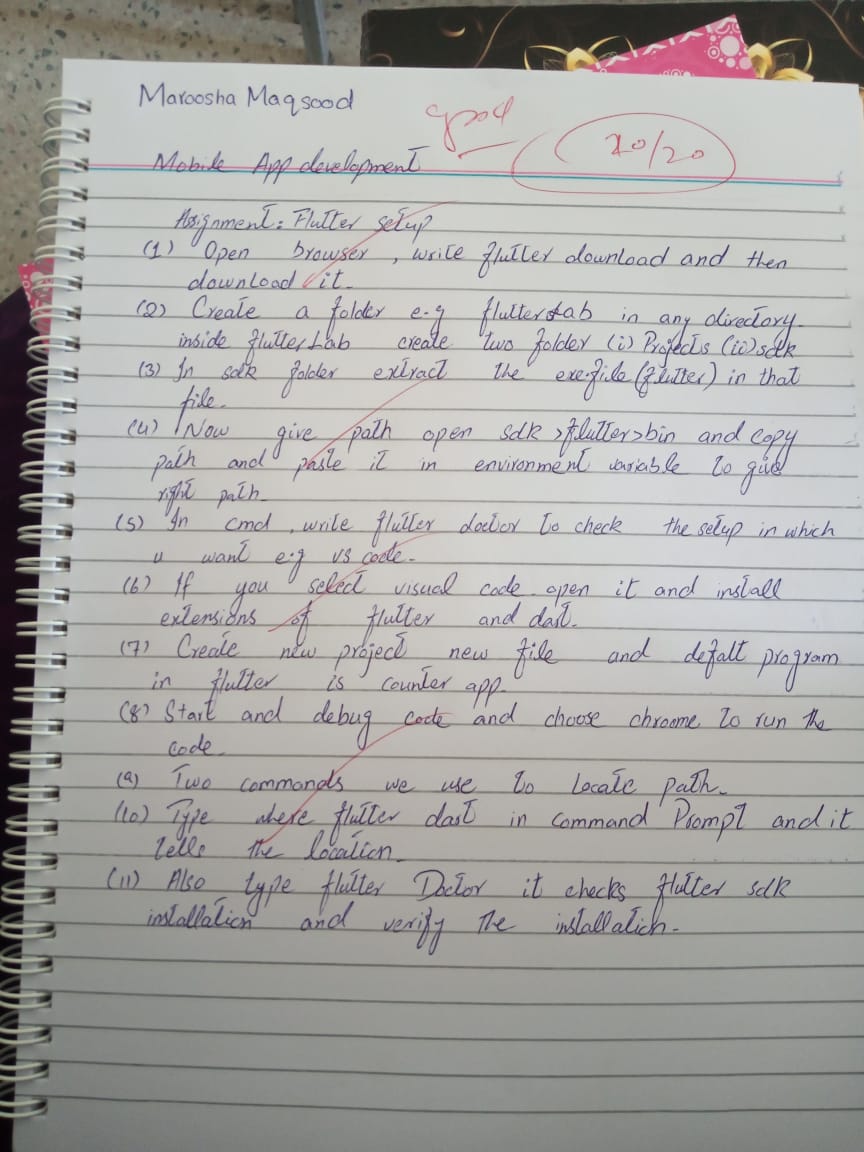 Maroosha Maqsood
good
20/20
Mobile App development
Assignment: Flutter setup
(1) Open browser, write flutter download and then
download it.
(2) Create a folder e-g flutterLab in any directory.
inside flutterLab create two folder (i) Projects (ii) sdk
(3) In sdk folder extract the exe-file (flutter) in that
file.
(4) Now give path open sdk >flutter>bin and copy
path and paste it in environment variable to give
right path.
(5) In cmd , write flutter doctor to check the setup in which
u want e.g vs code.
(6) If you select visual code open it and install
extensions of flutter and dart.
(7) Create new project new file and defalt program
in flutter is counter app.
(8) Start and debug code and choose chroome to run the
code.
(9) Two commands we use to locate path.
(10) Type where flutter dart in command Prompt and it
tells the location.
(11) Also type flutter Doctor it checks flutter sdk
installation and verify the installation.